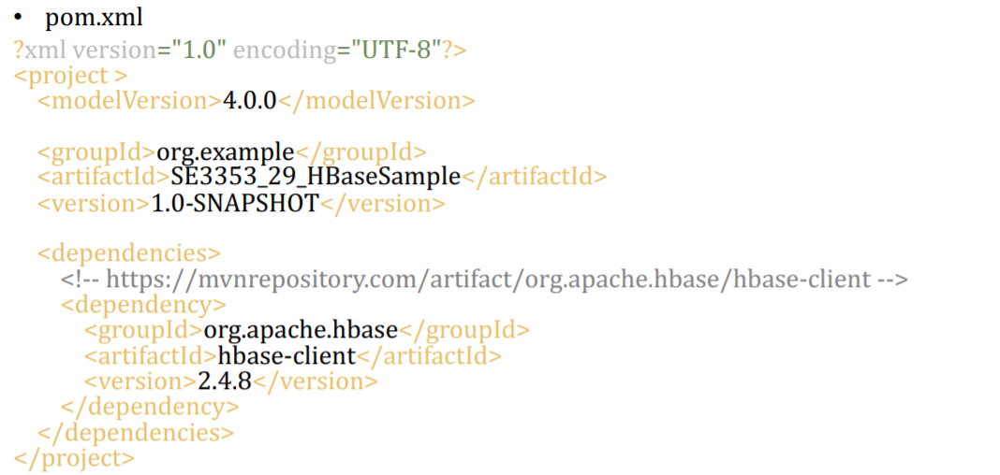 • pom.xml
?xml version="1.0" encoding="UTF-8"?>
<project >
<modelVersion>4.0.0</modelVersion>
<groupId>org.example</groupId>
<artifactId>SE3353_29_HBaseSample</artifactId>
<version>1.0-SNAPSHOT</version>
<dependencies>
<!-- https://mvnrepository.com/artifact/org.apache.hbase/hbase-client -->
<dependency>
<groupId>org.apache.hbase</groupId>
<artifactId>hbase-client</artifactId>
<version>2.4.8</version>
</dependency>
</dependencies>
</project>